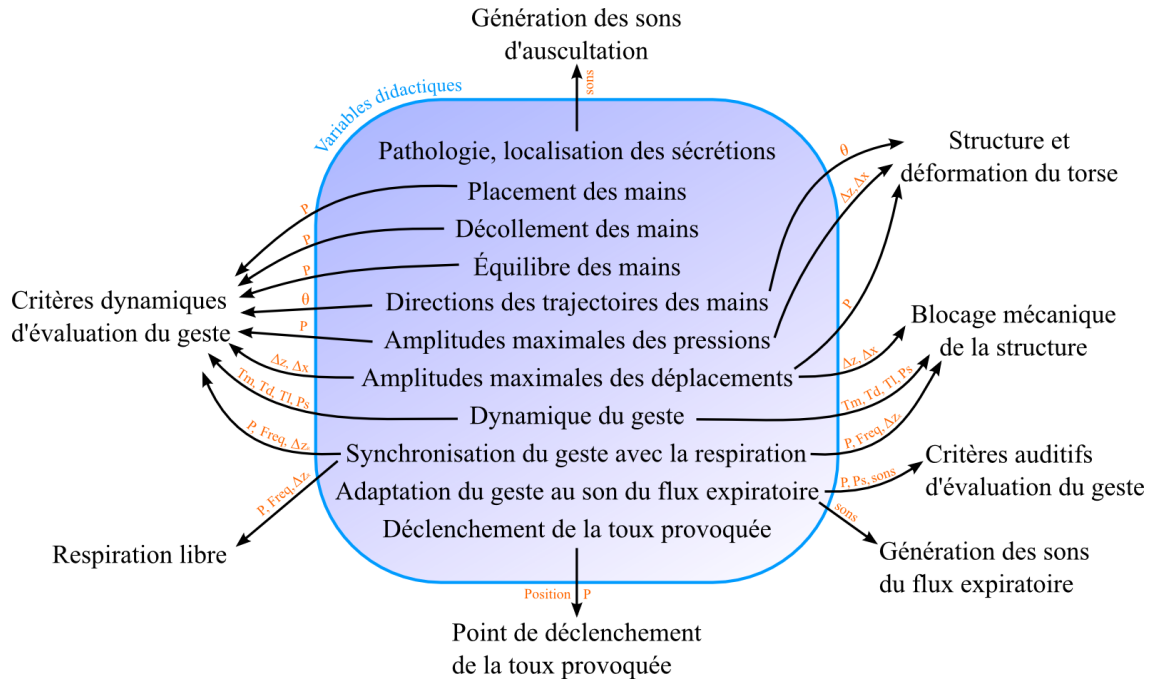 Génération des sons
d'auscultation
sons
Variables didactiques
Pathologie, localisation des sécrétions
Placement des mains
Décollement des mains
Équilibre des mains
Directions des trajectoires des mains
Amplitudes maximales des pressions
Amplitudes maximales des déplacements
Dynamique du geste
Synchronisation du geste avec la respiration
Adaptation du geste au son du flux expiratoire
Déclenchement de la toux provoquée
Critères dynamiques
d'évaluation du geste
P
P
P
θ
P
Δz, Δx
Tm, Td, Tl, Ps
P, Freq, Δzₛ
P, Freq, Δzₛ
Respiration libre
θ
Δz, Δx
P
Structure et
déformation du torse
Δz, Δx
Tm, Td, Tl, Ps
P, Freq, Δzₛ
Blocage mécanique
de la structure
P, Ps, sons
Critères auditifs
d'évaluation du geste
sons
Génération des sons
du flux expiratoire
Position P
Point de déclenchement
de la toux provoquée